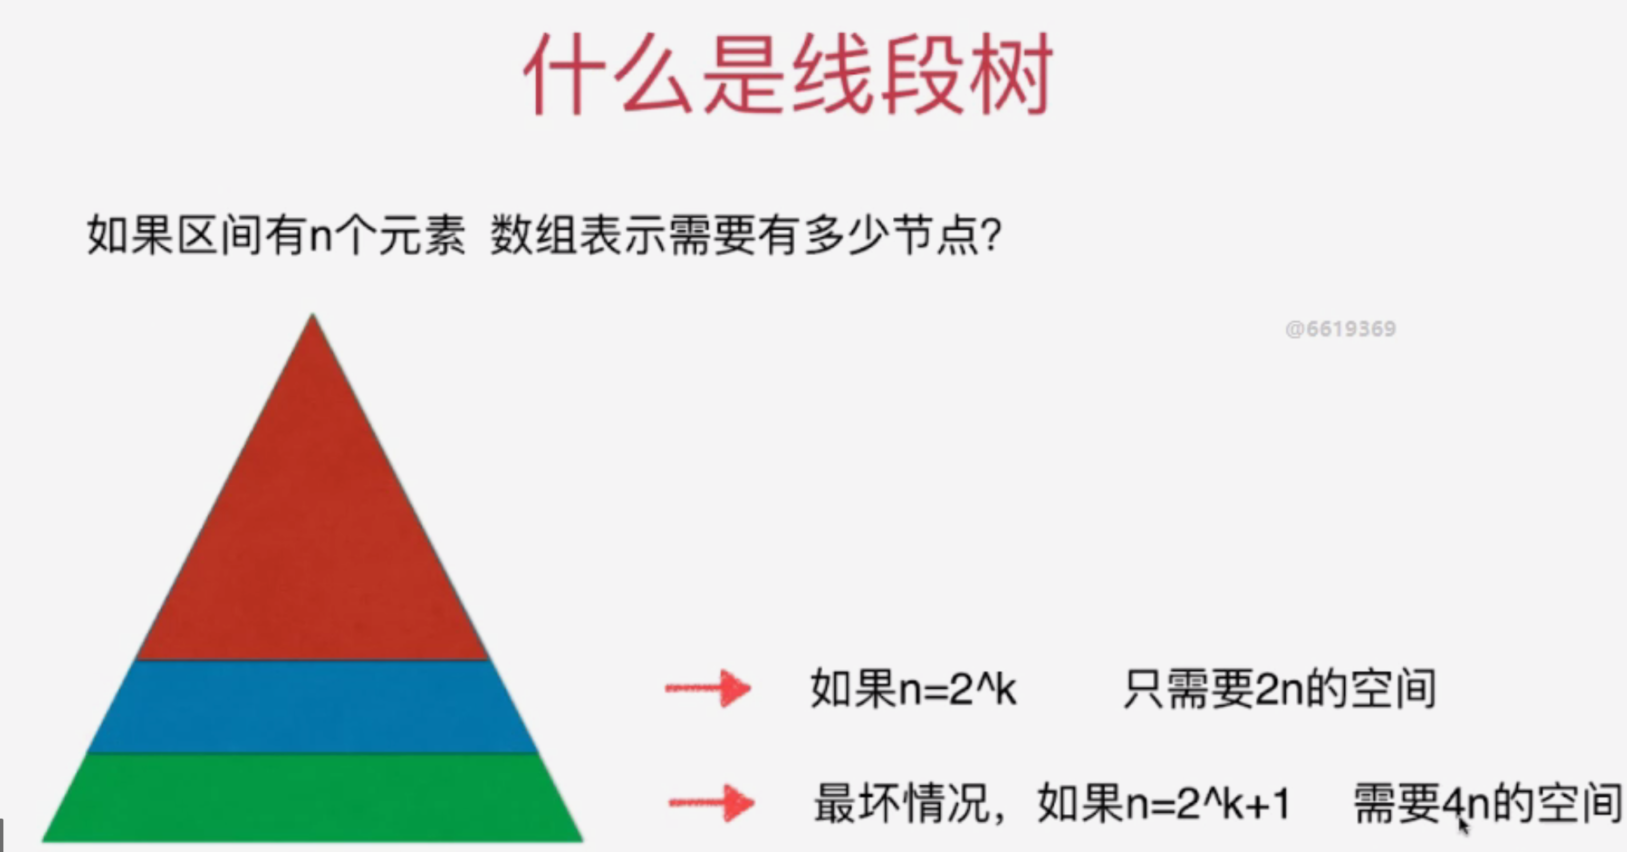 什么是线段树
如果区间有n个元素 数组表示需要有多少节点?
@6619369
如果n=2^k 只需要2n的空间
最坏情况，如果n=2^k+1 需要4n的空间